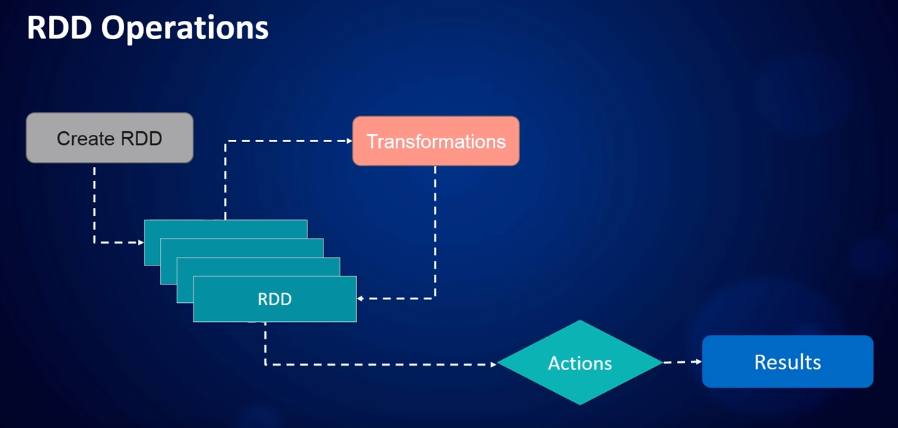 RDD Operations
Create RDD
Transformations
RDD
Actions
Results